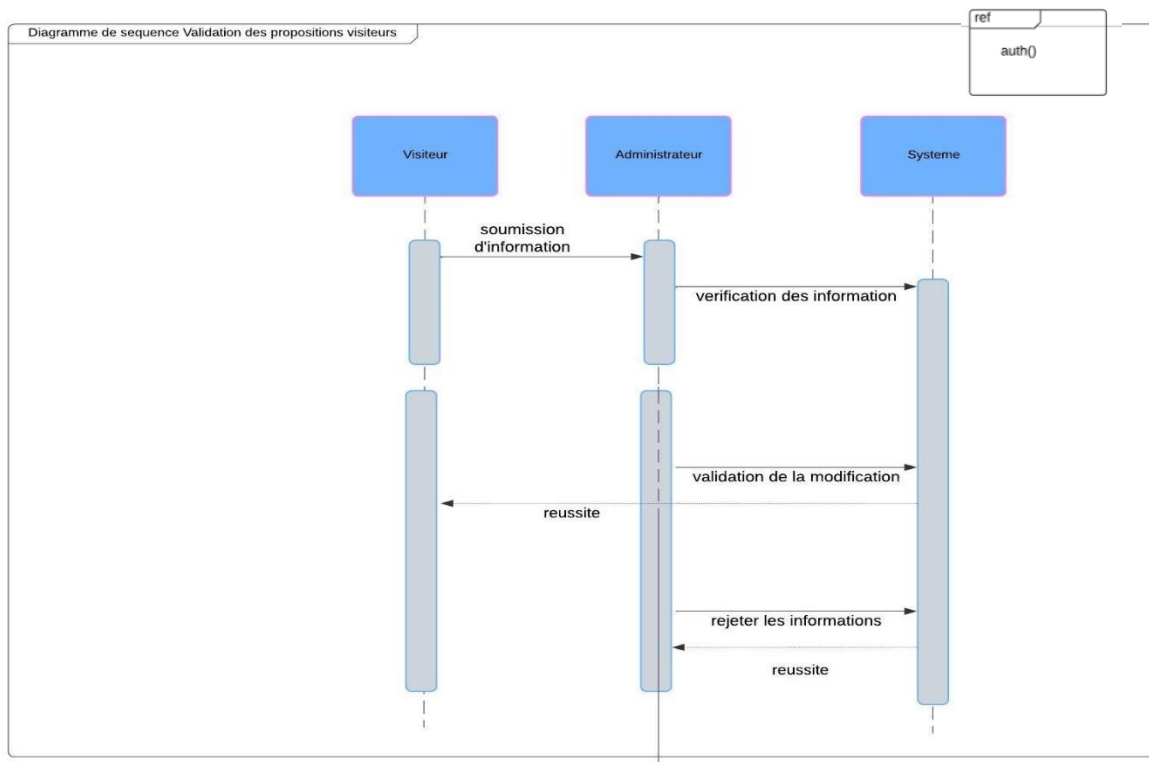 ref
Diagramme de sequence Validation des propositions visiteurs
auth()
Visiteur
Administrateur
Systeme
soumission
d'information
verification des information
validation de la modification
reussite
rejeter les informations
reussite